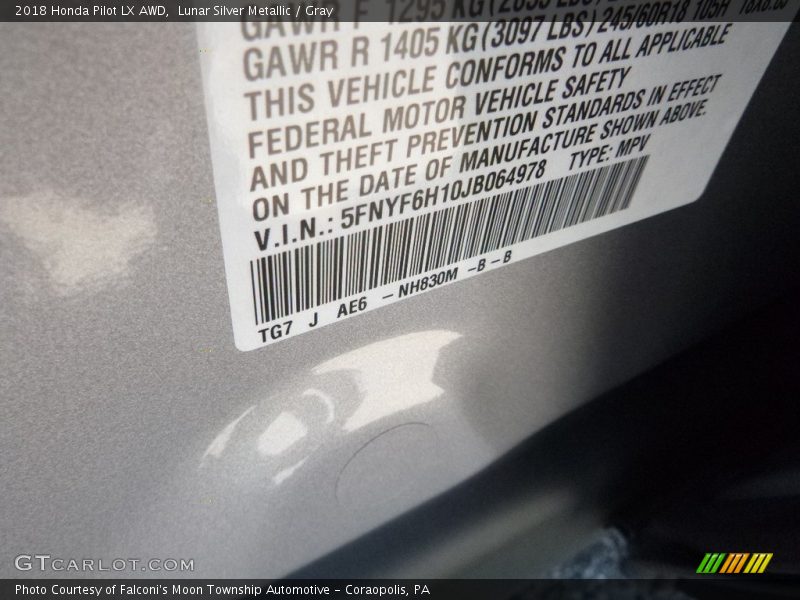 2018 Honda Pilot LX AWD,  Lunar Silver Metallic / Gray
GAWR F 1295 KG
GAWR R 1405 KG (3097 LBS) 245/60R18 105H
THIS VEHICLE CONFORMS TO ALL APPLICABLE
FEDERAL MOTOR VEHICLE SAFETY
AND THEFT PREVENTION STANDARDS IN EFFECT
ON THE DATE OF MANUFACTURE SHOWN ABOVE.
V.I.N.: 5FNYF6H10JB064978 TYPE: MPV
TG7 J AE6 - NH830M - B - B
GTCARLOT.COM
Photo Courtesy of Falconi's Moon Township Automotive - Coraopolis, PA